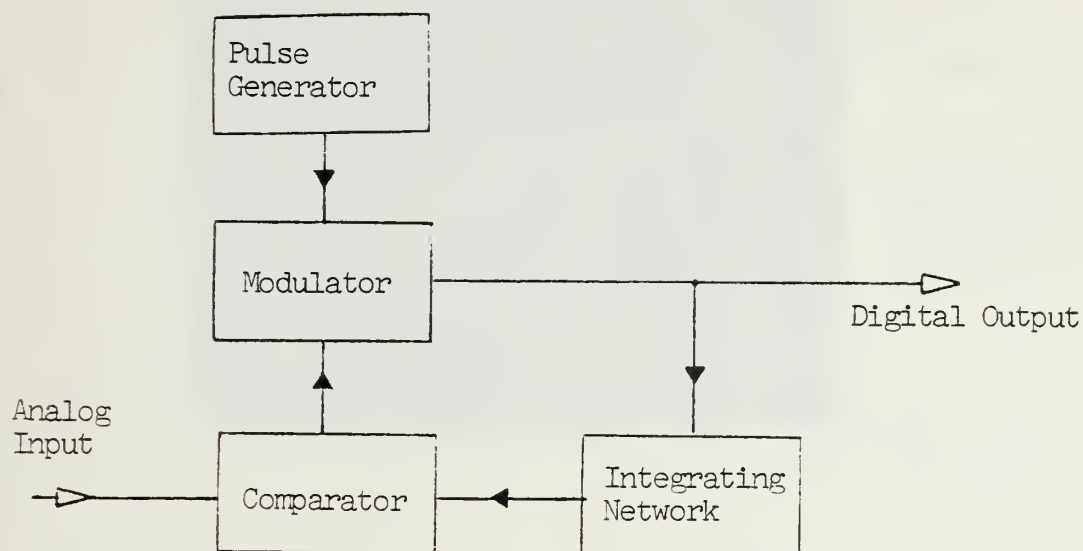 Pulse
Generator
Modulator
Digital Output
Analog
Input
Comparator
Integrating
Network